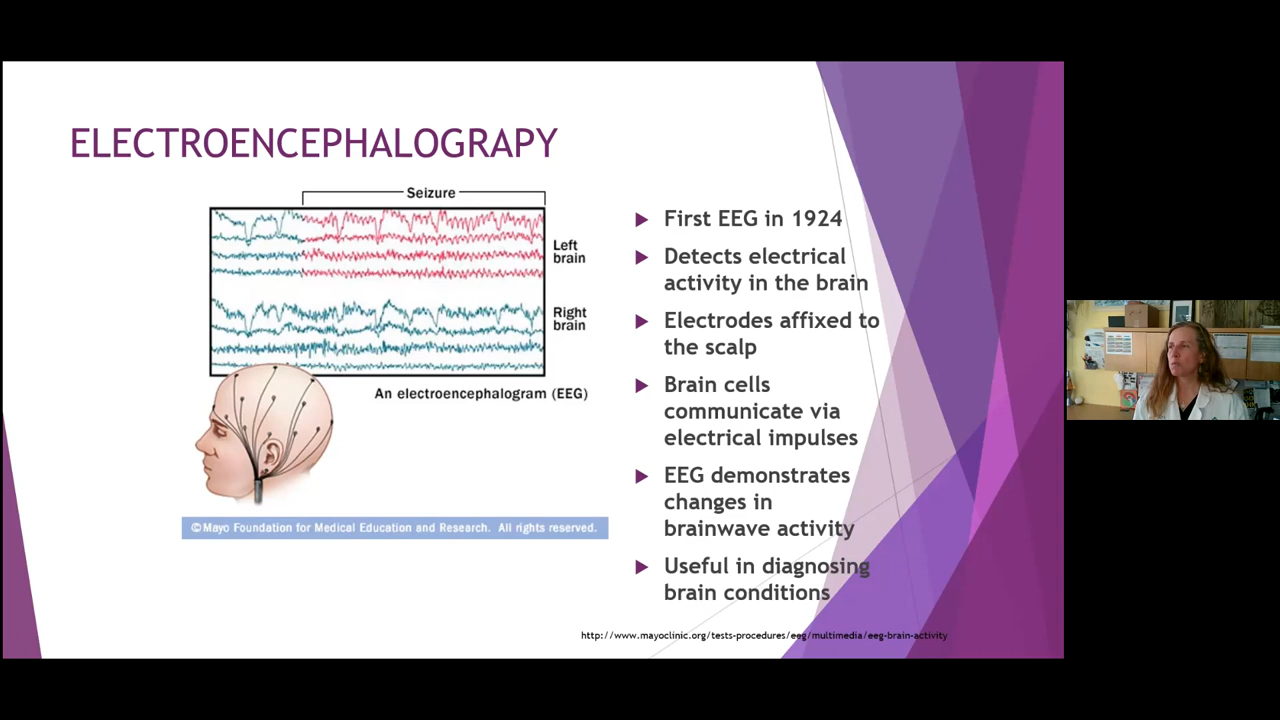 ELECTROENCEPHALOGRAPY
Seizure
Left
brain
Right
brain
An electroencephalogram (EEG)
©Mayo Foundation for Medical Education and Research. All rights reserved.
First EEG in 1924
Detects electrical
activity in the brain
Electrodes affixed to
the scalp
Brain cells
communicate via
electrical impulses
EEG demonstrates
changes in
brainwave activity
Useful in diagnosing
brain conditions
http://www.mayoclinic.org/tests-procedures/eeg/multimedia/eeg-brain-activity